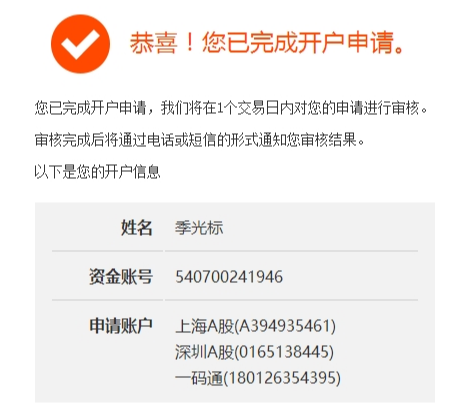 恭喜！您已完成开户申请。
您已完成开户申请，我们将在1个交易日内对您的申请进行审核。
审核完成后将通过电话或短信的形式通知您审核结果。
以下是您的开户信息
姓名 季光标
资金账号 540700241946
申请账户 上海A股(A394935461)
深圳A股(0165138445)
一码通(180126354395)